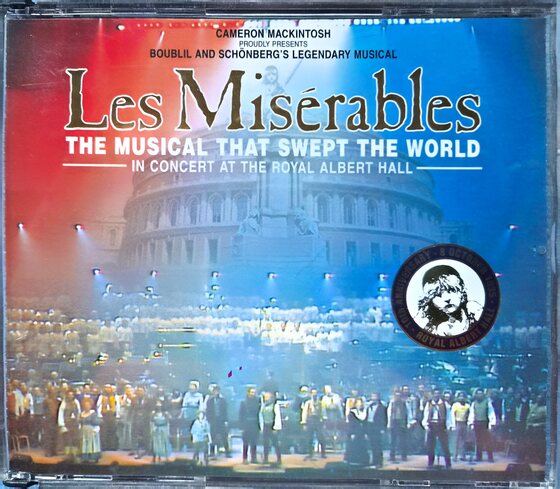 CAMERON MACKINTOSH
PROUDLY PRESENTS
BOUBLIL AND SCHÖNBERG'S LEGENDARY MUSICAL
Les Misérables
THE MUSICAL THAT SWEPT THE WORLD
IN CONCERT AT THE ROYAL ALBERT HALL
ROYAL ALBERT HALL